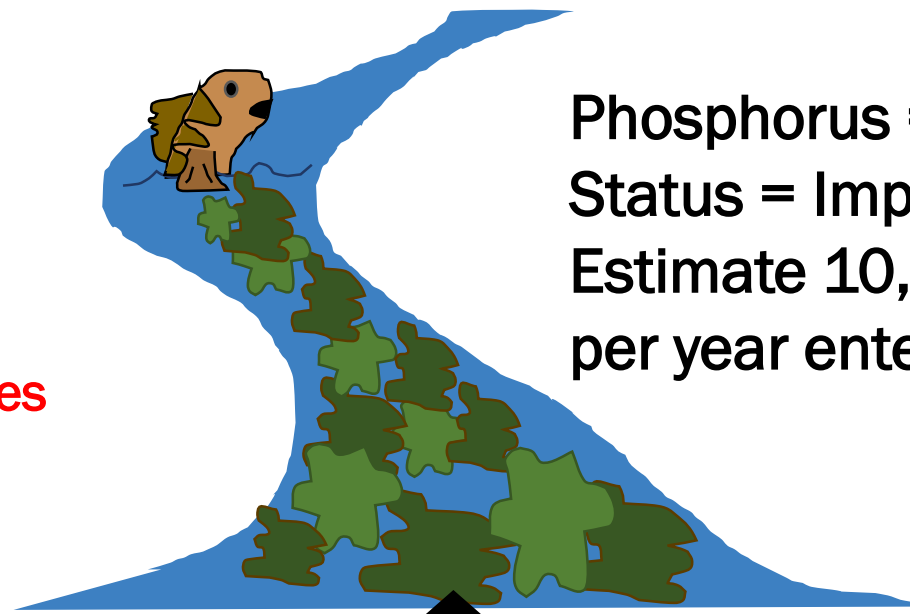 Phosphorus =
Status = Imp
Estimate 10,
per year ente
es